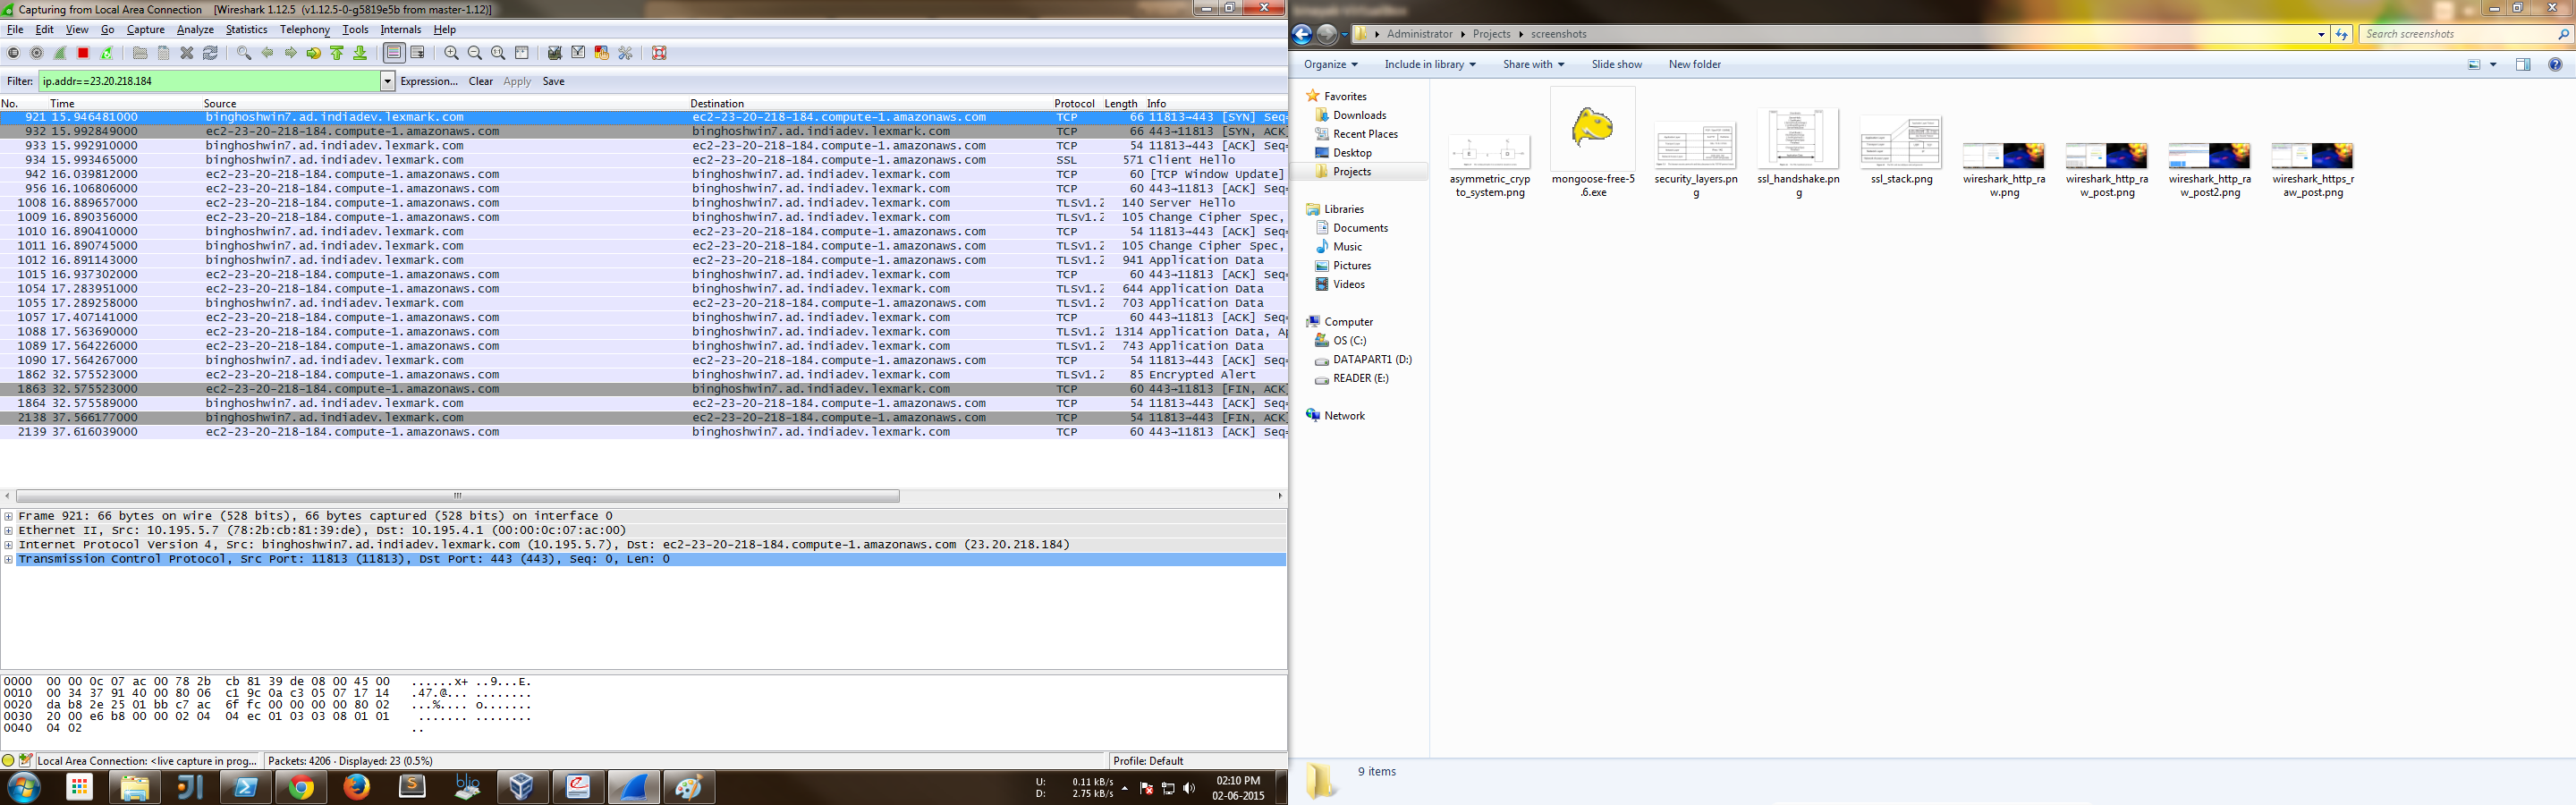 Capturing from Local Area Connection [Wireshark 1.12.5 (v1.12.5-0-g5819e5b from master-1.12)]
File Edit View Go Capture Analyze Statistics Telephony Tools Internals Help
Filter: ip.addr==23.20.218.184 Expression... Clear Apply Save
No. Time Source Destination Protocol Length Info
921 15.946481000 binghoshwin7.ad.indiadev.lexmark.com ec2-23-20-218-184.compute-1.amazonaws.com TCP 66 11813→443 [SYN] Seq=
932 15.992849000 ec2-23-20-218-184.compute-1.amazonaws.com binghoshwin7.ad.indiadev.lexmark.com TCP 66 443→11813 [SYN, ACK]
933 15.992910000 binghoshwin7.ad.indiadev.lexmark.com ec2-23-20-218-184.compute-1.amazonaws.com TCP 54 11813→443 [ACK] Seq=
934 15.993465000 binghoshwin7.ad.indiadev.lexmark.com ec2-23-20-218-184.compute-1.amazonaws.com SSL 571 Client Hello
942 16.039812000 ec2-23-20-218-184.compute-1.amazonaws.com binghoshwin7.ad.indiadev.lexmark.com TCP 60 [TCP Window Update]
956 16.106806000 ec2-23-20-218-184.compute-1.amazonaws.com binghoshwin7.ad.indiadev.lexmark.com TCP 60 443→11813 [ACK] Seq=
1008 16.889657000 ec2-23-20-218-184.compute-1.amazonaws.com binghoshwin7.ad.indiadev.lexmark.com TLSv1.2 140 Server Hello
1009 16.890356000 ec2-23-20-218-184.compute-1.amazonaws.com binghoshwin7.ad.indiadev.lexmark.com TLSv1.2 105 Change Cipher Spec,
1010 16.890410000 binghoshwin7.ad.indiadev.lexmark.com ec2-23-20-218-184.compute-1.amazonaws.com TCP 54 11813→443 [ACK] Seq=
1011 16.890745000 binghoshwin7.ad.indiadev.lexmark.com ec2-23-20-218-184.compute-1.amazonaws.com TLSv1.2 105 Change Cipher Spec,
1012 16.891143000 binghoshwin7.ad.indiadev.lexmark.com ec2-23-20-218-184.compute-1.amazonaws.com TLSv1.2 941 Application Data
1015 16.937302000 ec2-23-20-218-184.compute-1.amazonaws.com binghoshwin7.ad.indiadev.lexmark.com TCP 60 443→11813 [ACK] Seq=
1054 17.283951000 ec2-23-20-218-184.compute-1.amazonaws.com binghoshwin7.ad.indiadev.lexmark.com TLSv1.2 644 Application Data
1055 17.289258000 binghoshwin7.ad.indiadev.lexmark.com ec2-23-20-218-184.compute-1.amazonaws.com TLSv1.2 703 Application Data
1057 17.407141000 ec2-23-20-218-184.compute-1.amazonaws.com binghoshwin7.ad.indiadev.lexmark.com TCP 60 443→11813 [ACK] Seq=
1088 17.563690000 ec2-23-20-218-184.compute-1.amazonaws.com binghoshwin7.ad.indiadev.lexmark.com TLSv1.2 1314 Application Data, Ap
1089 17.564226000 ec2-23-20-218-184.compute-1.amazonaws.com binghoshwin7.ad.indiadev.lexmark.com TLSv1.2 743 Application Data
1090 17.564267000 binghoshwin7.ad.indiadev.lexmark.com ec2-23-20-218-184.compute-1.amazonaws.com TCP 54 11813→443 [ACK] Seq=
1862 32.575523000 ec2-23-20-218-184.compute-1.amazonaws.com binghoshwin7.ad.indiadev.lexmark.com TLSv1.2 85 Encrypted Alert
1863 32.575523000 ec2-23-20-218-184.compute-1.amazonaws.com binghoshwin7.ad.indiadev.lexmark.com TCP 60 443→11813 [FIN, ACK]
1864 32.575589000 binghoshwin7.ad.indiadev.lexmark.com ec2-23-20-218-184.compute-1.amazonaws.com TCP 54 11813→443 [ACK] Seq=
2138 37.566177000 binghoshwin7.ad.indiadev.lexmark.com ec2-23-20-218-184.compute-1.amazonaws.com TCP 54 11813→443 [FIN, ACK]
2139 37.616039000 ec2-23-20-218-184.compute-1.amazonaws.com binghoshwin7.ad.indiadev.lexmark.com TCP 60 443→11813 [ACK] Seq=
Frame 921: 66 bytes on wire (528 bits), 66 bytes captured (528 bits) on interface 0
Ethernet II, Src: 10.195.5.7 (78:2b:cb:81:39:de), Dst: 10.195.4.1 (00:00:0c:07:ac:00)
Internet Protocol Version 4, Src: binghoshwin7.ad.indiadev.lexmark.com (10.195.5.7), Dst: ec2-23-20-218-184.compute-1.amazonaws.com (23.20.218.184)
Transmission Control Protocol, Src Port: 11813 (11813), Dst Port: 443 (443), Seq: 0, Len: 0
0000 00 00 0c 07 ac 00 78 2b cb 81 39 de 08 00 45 00 ......x+ ..9...E.
0010 00 34 37 91 40 00 80 06 c1 9c 0a c3 05 07 17 14 .47.@... ........
0020 da b8 2e 25 01 bb c7 ac 6f fc 00 00 00 00 80 02 ...%.... o.......
0030 20 00 e6 b8 00 00 02 04 04 ec 01 03 03 08 01 01 ....... ........
0040 04 02 ..
Local Area Connection: <live capture in prog... Packets: 4206 · Displayed: 23 (0.5%) Profile: Default
blip
U: 0.11 kB/s
D: 2.75 kB/s
02:10 PM
02-06-2015
Administrator Projects screenshots Search screenshots
Organize Include in library Share with Slide show New folder
Favorites
Downloads
Recent Places
Desktop
Projects
Libraries
Documents
Music
Pictures
Videos
Computer
OS (C:)
DATAPART1 (D:)
READER (E:)
Network
asymmetric_cryp
to_system.png
mongoose-free-5
.6.exe
security_layers.pn
g
ssl_handshake.pn
g
ssl_stack.png
wireshark_http_ra
w.png
wireshark_http_ra
w_post.png
wireshark_http_ra
w_post2.png
wireshark_https_r
aw_post.png
9 items